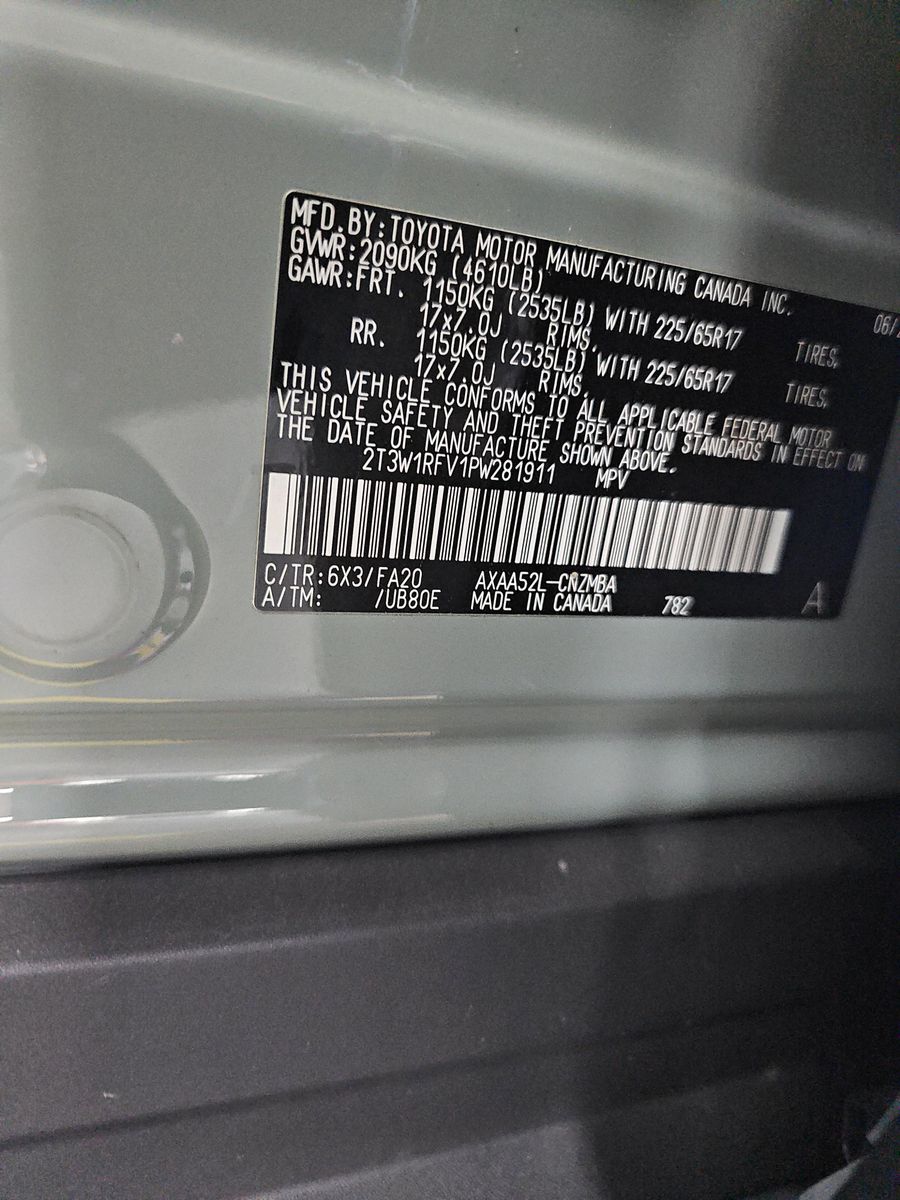 MFD.BY:TOYOTA MOTOR MANUFACTURING CANADA INC. 06/
GVWR:2090KG (4610LB)
GAWR:FRT. 1150KG (2535LB) WITH 225/65R17 TIRES,
17x7.0J RIMS,
RR. 1150KG (2535LB) WITH 225/65R17 TIRES,
17x7.0J RIMS,
THIS VEHICLE CONFORMS TO ALL APPLICABLE FEDERAL MOTOR
VEHICLE SAFETY AND THEFT PREVENTION STANDARDS IN EFFECT ON
THE DATE OF MANUFACTURE SHOWN ABOVE.
2T3W1RFV1PW281911 MPV
C/TR:6X3/FA20 AXAA52L-CNZMBA
A/TM: /UB80E MADE IN CANADA 782 A